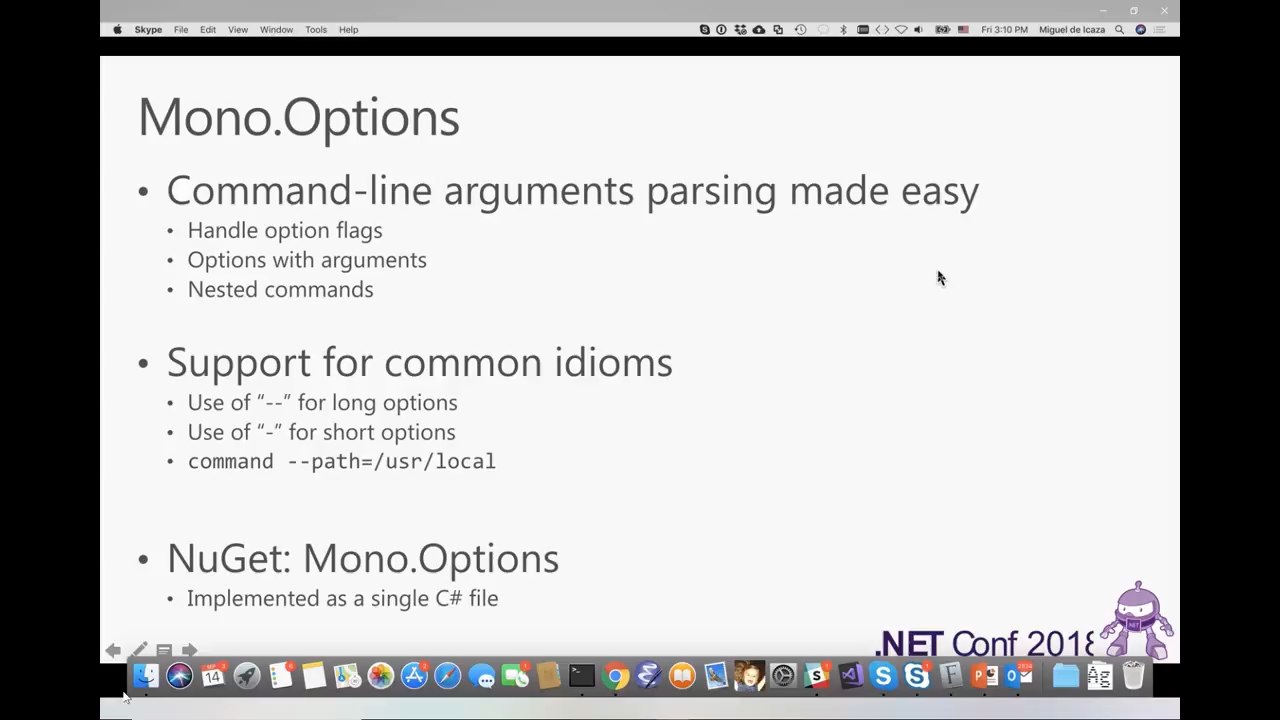 Skype File Edit View Window Tools Help Fri 3:10 PM Miguel de Icaza
Mono.Options
• Command-line arguments parsing made easy
• Handle option flags
• Options with arguments
• Nested commands
• Support for common idioms
• Use of “--” for long options
• Use of “-” for short options
• command --path=/usr/local
• NuGet: Mono.Options
• Implemented as a single C# file
.NET Conf 2018
.NET
14